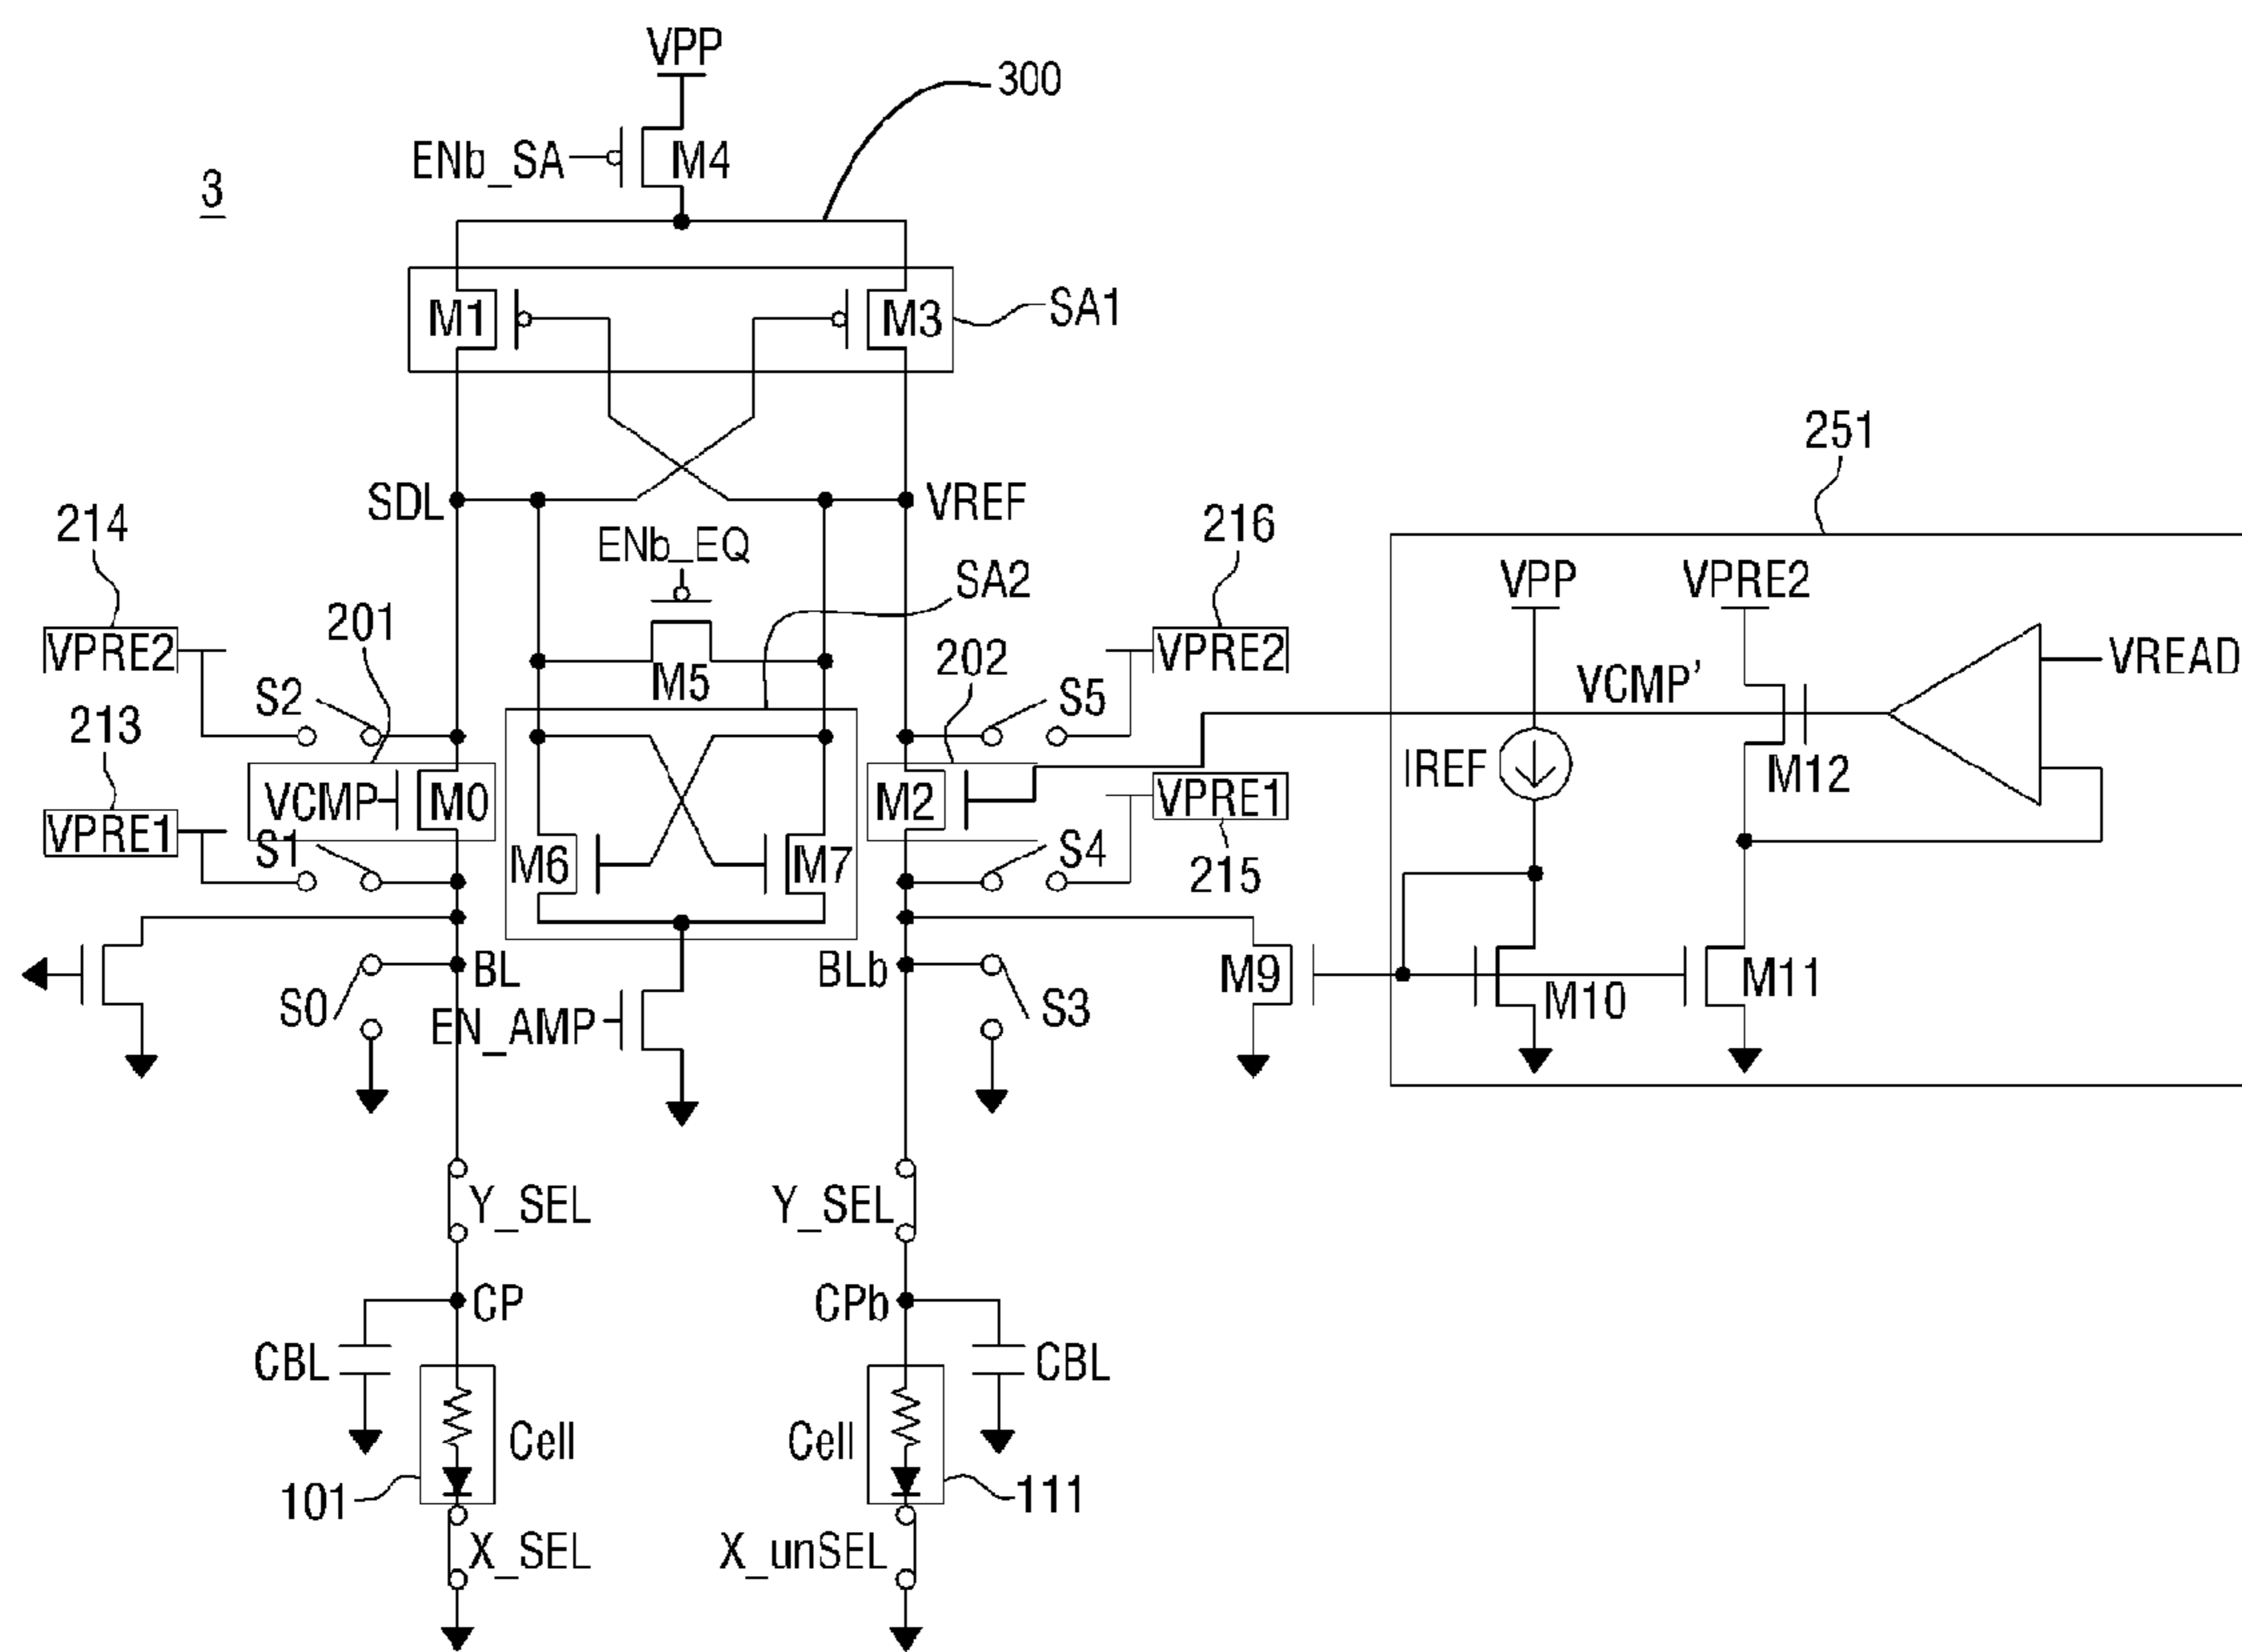 VPP
300
ENb_SA
M4
3
M1
M3
SA1
251
SDL
VREF
214
216
ENb_EQ
SA2
VPP
VPRE2
201
VPRE2
202
VPRE2
VREAD
M5
VCMP'
S2
S5
213
IREF
M12
VCMP
M0
M2
VPRE1
VPRE1
S1
M6
M7
S4
215
BL
BLb
M9
M10
M11
S0
EN_AMP
S3
Y_SEL
Y_SEL
CP
CPb
CBL
CBL
Cell
Cell
101
111
X_SEL
X_unSEL